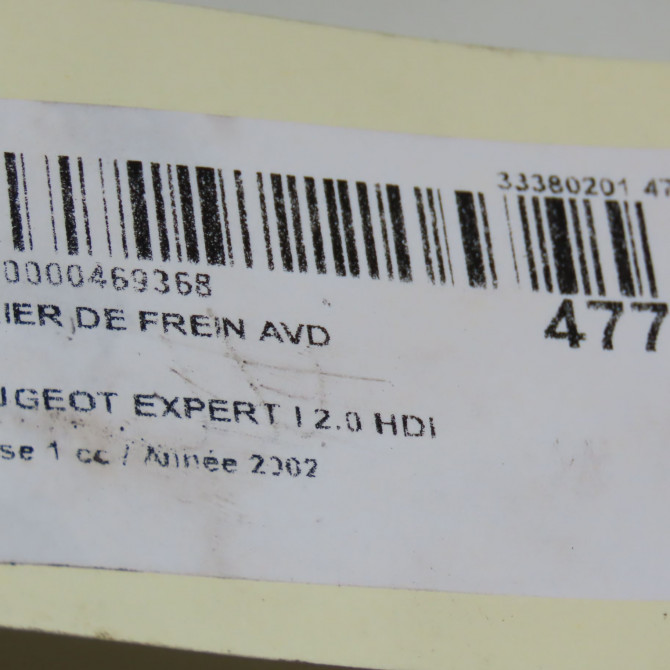 33380201 47
0000469368
477
IER DE FREIN AVD
UGEOT EXPERT I 2.0 HDI
se 1 cc / Année 2002